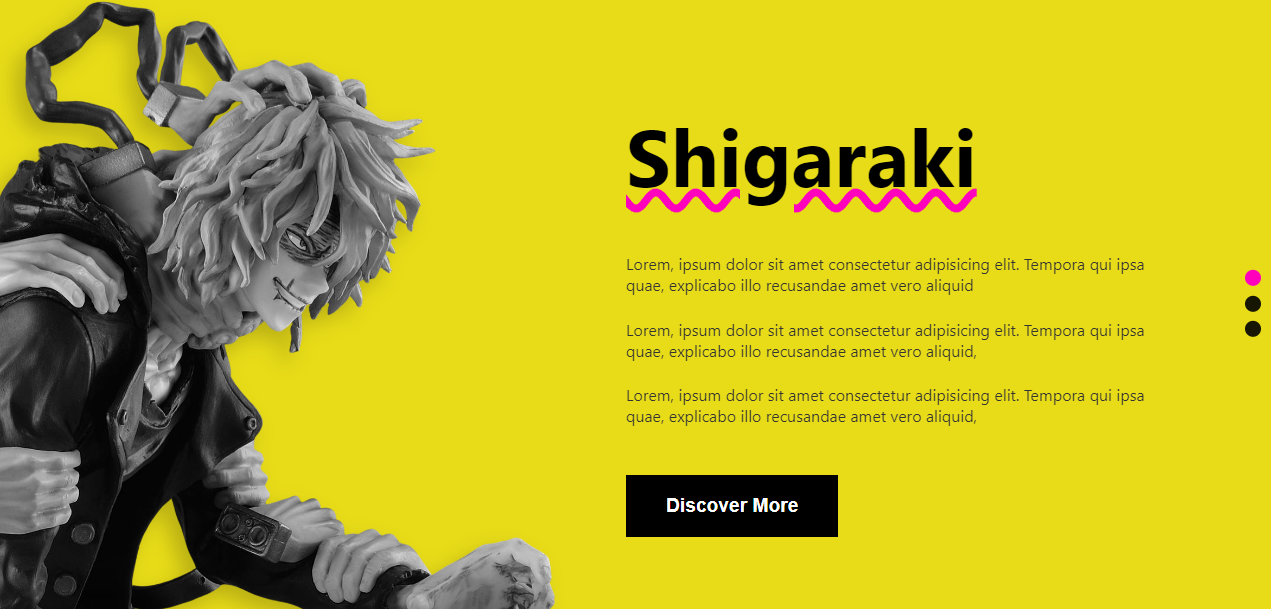 Shigaraki
Lorem, ipsum dolor sit amet consectetur adipisicing elit. Tempora qui ipsa
quae, explicabo illo recusandae amet vero aliquid
Lorem, ipsum dolor sit amet consectetur adipisicing elit. Tempora qui ipsa
quae, explicabo illo recusandae amet vero aliquid,
Lorem, ipsum dolor sit amet consectetur adipisicing elit. Tempora qui ipsa
quae, explicabo illo recusandae amet vero aliquid,
Discover More